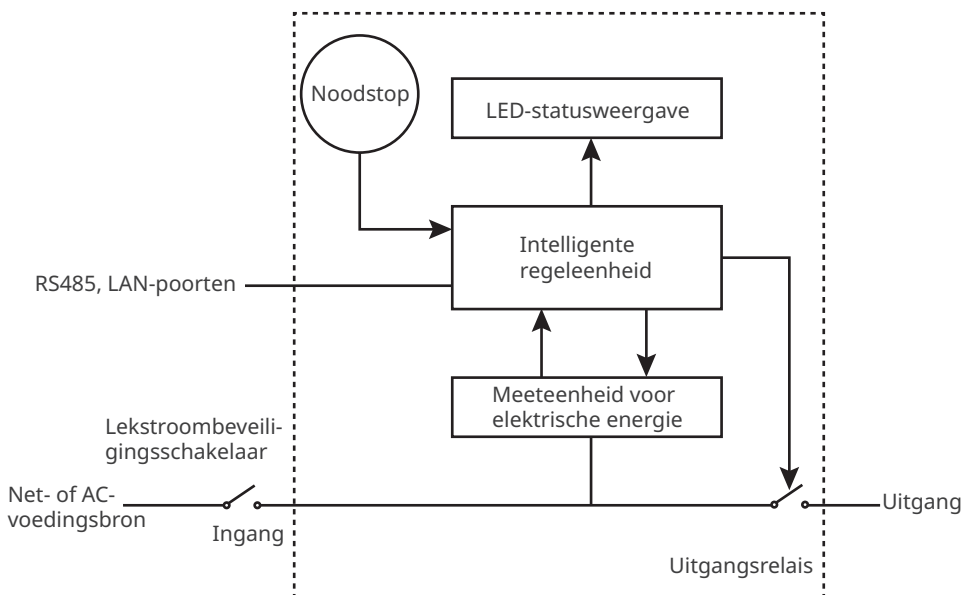 Noodstop
LED-statusweergave
Intelligente
regeleenheid
RS485, LAN-poorten
Meeteenheid voor
elektrische energie
Lekstroombeveili-
gingsschakelaar
Net- of AC-
voedingsbron
Ingang
Uitgang
Uitgangsrelais